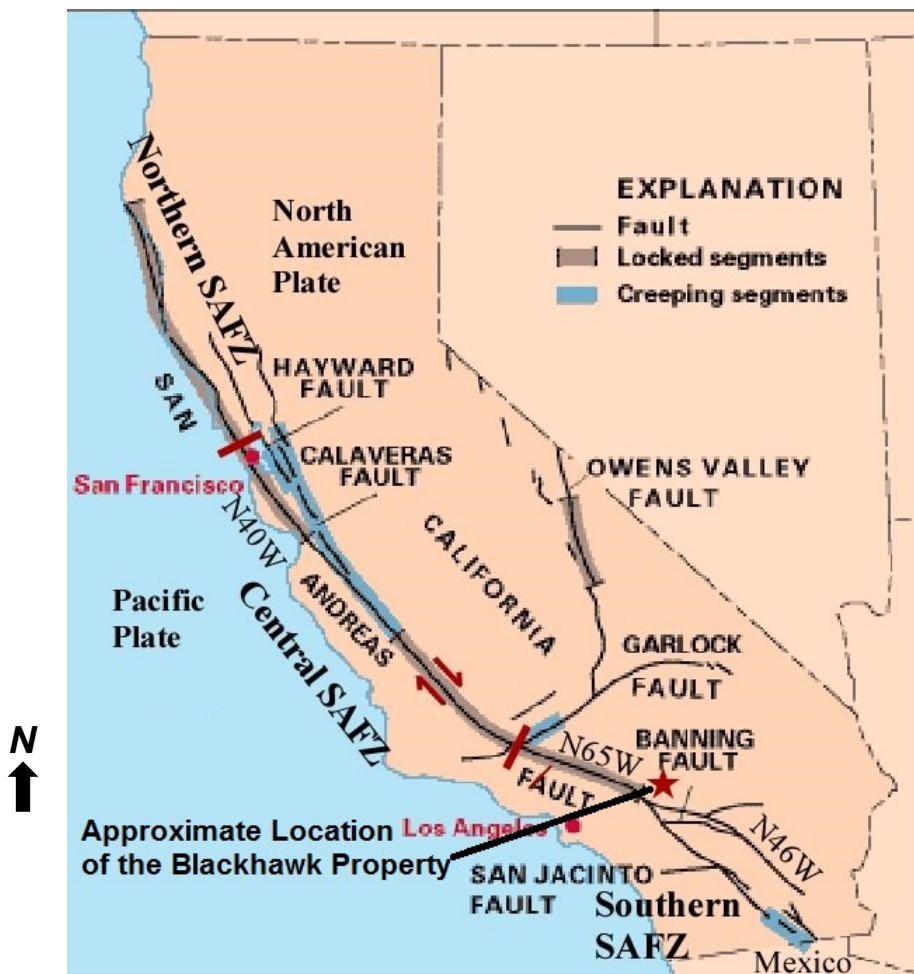 Northern SAFZ
North
American
Plate
EXPLANATION
Fault
Locked segments
Creeping segments
SAN
HAYWARD
FAULT
CALAVERAS
FAULT
San Francisco
N40W
OWENS VALLEY
FAULT
CALIFORNIA
Pacific
Plate
Central SAFZ
ANDREAS
GARLOCK
FAULT
N
N65W
BANNING
FAULT
FAULT
Approximate Location
of the Blackhawk Property
Los Angeles
N46W
SAN JACINTO
FAULT
Southern
SAFZ
Mexico